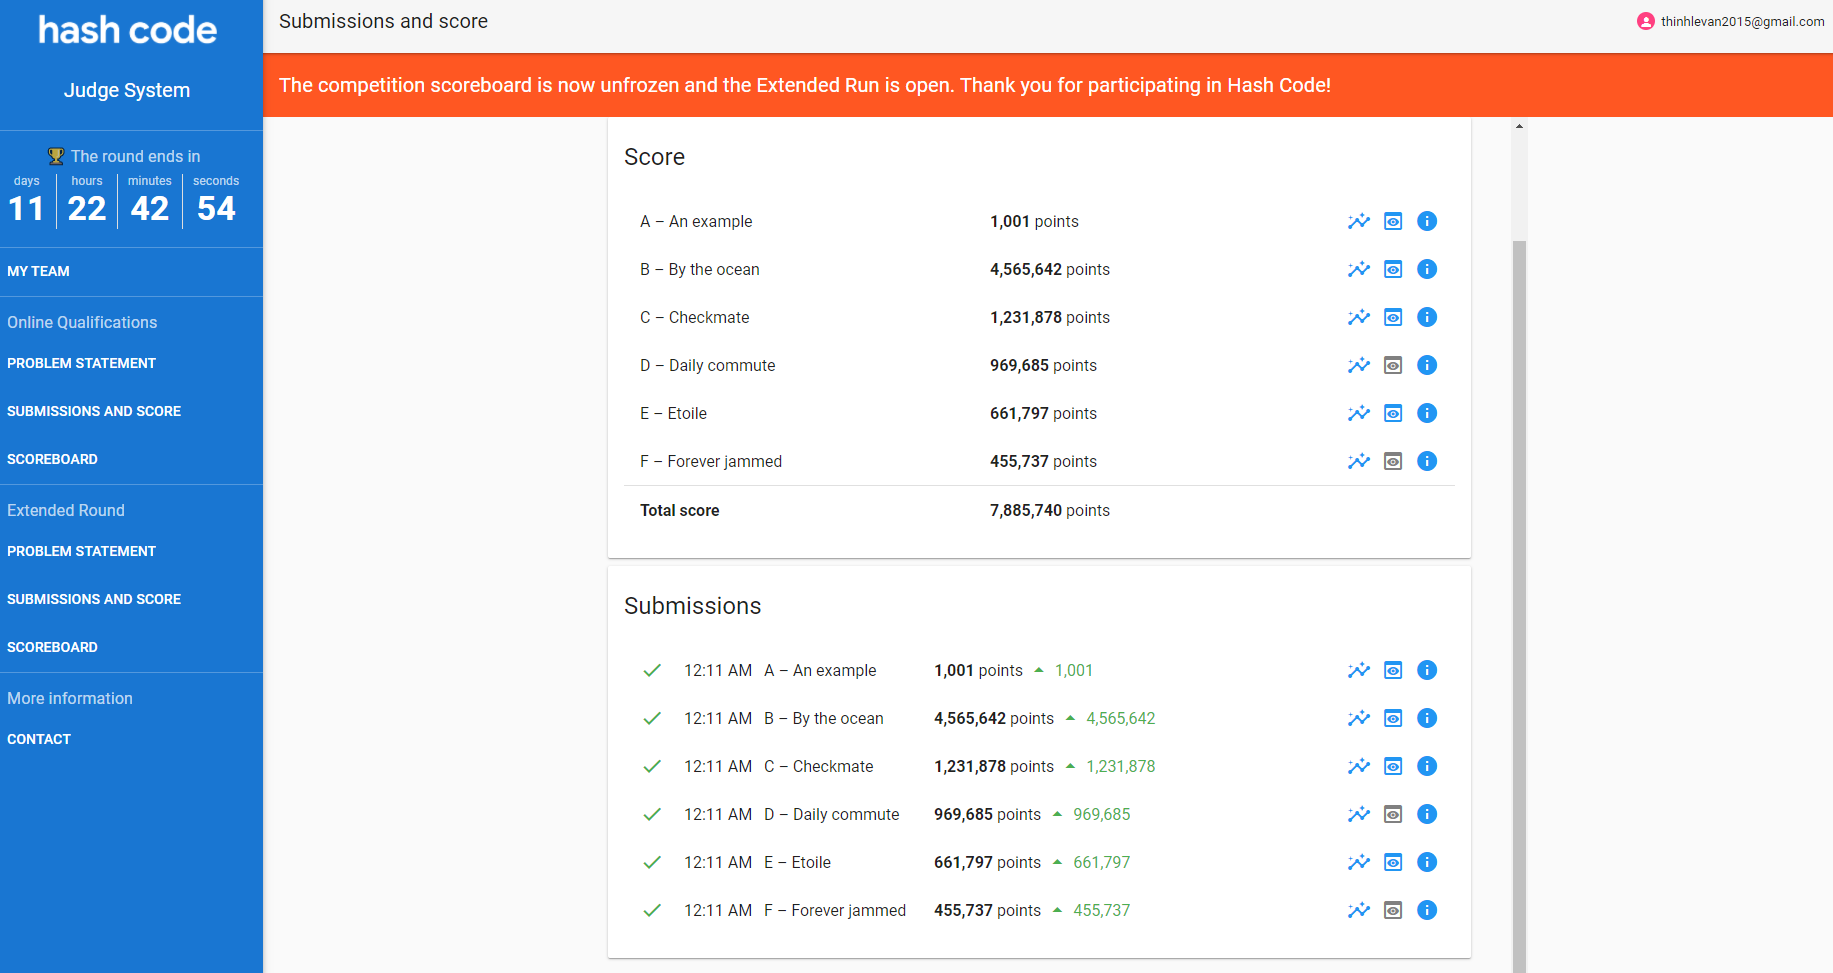 hash code
Judge System
The round ends in
days hours minutes seconds
11 22 42 54
MY TEAM
Online Qualifications
PROBLEM STATEMENT
SUBMISSIONS AND SCORE
SCOREBOARD
Extended Round
PROBLEM STATEMENT
SUBMISSIONS AND SCORE
SCOREBOARD
More information
CONTACT
Submissions and score
thinhlevan2015@gmail.com
The competition scoreboard is now unfrozen and the Extended Run is open. Thank you for participating in Hash Code!
Score
A – An example 1,001 points
B – By the ocean 4,565,642 points
C – Checkmate 1,231,878 points
D – Daily commute 969,685 points
E – Etoile 661,797 points
F – Forever jammed 455,737 points
Total score 7,885,740 points
Submissions
12:11 AM A – An example 1,001 points 1,001
12:11 AM B – By the ocean 4,565,642 points 4,565,642
12:11 AM C – Checkmate 1,231,878 points 1,231,878
12:11 AM D – Daily commute 969,685 points 969,685
12:11 AM E – Etoile 661,797 points 661,797
12:11 AM F – Forever jammed 455,737 points 455,737